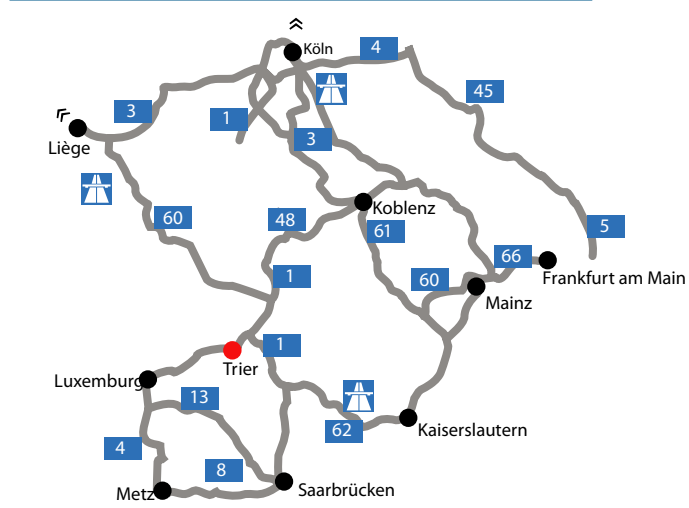 Köln
4
45
3
1
3
Liège
60
48
Koblenz
61
5
66
Frankfurt am Main
1
60
Mainz
1
Trier
Luxemburg
13
62
Kaiserslautern
4
8
Metz
Saarbrücken